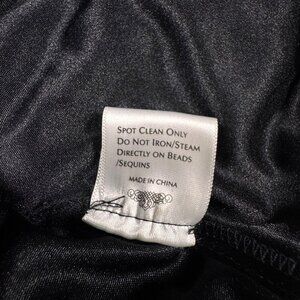 SPOT CLEAN ONLY
DO NOT IRON/STEAM
DIRECTLY ON BEADS
/SEQUINS
MADE IN CHINA